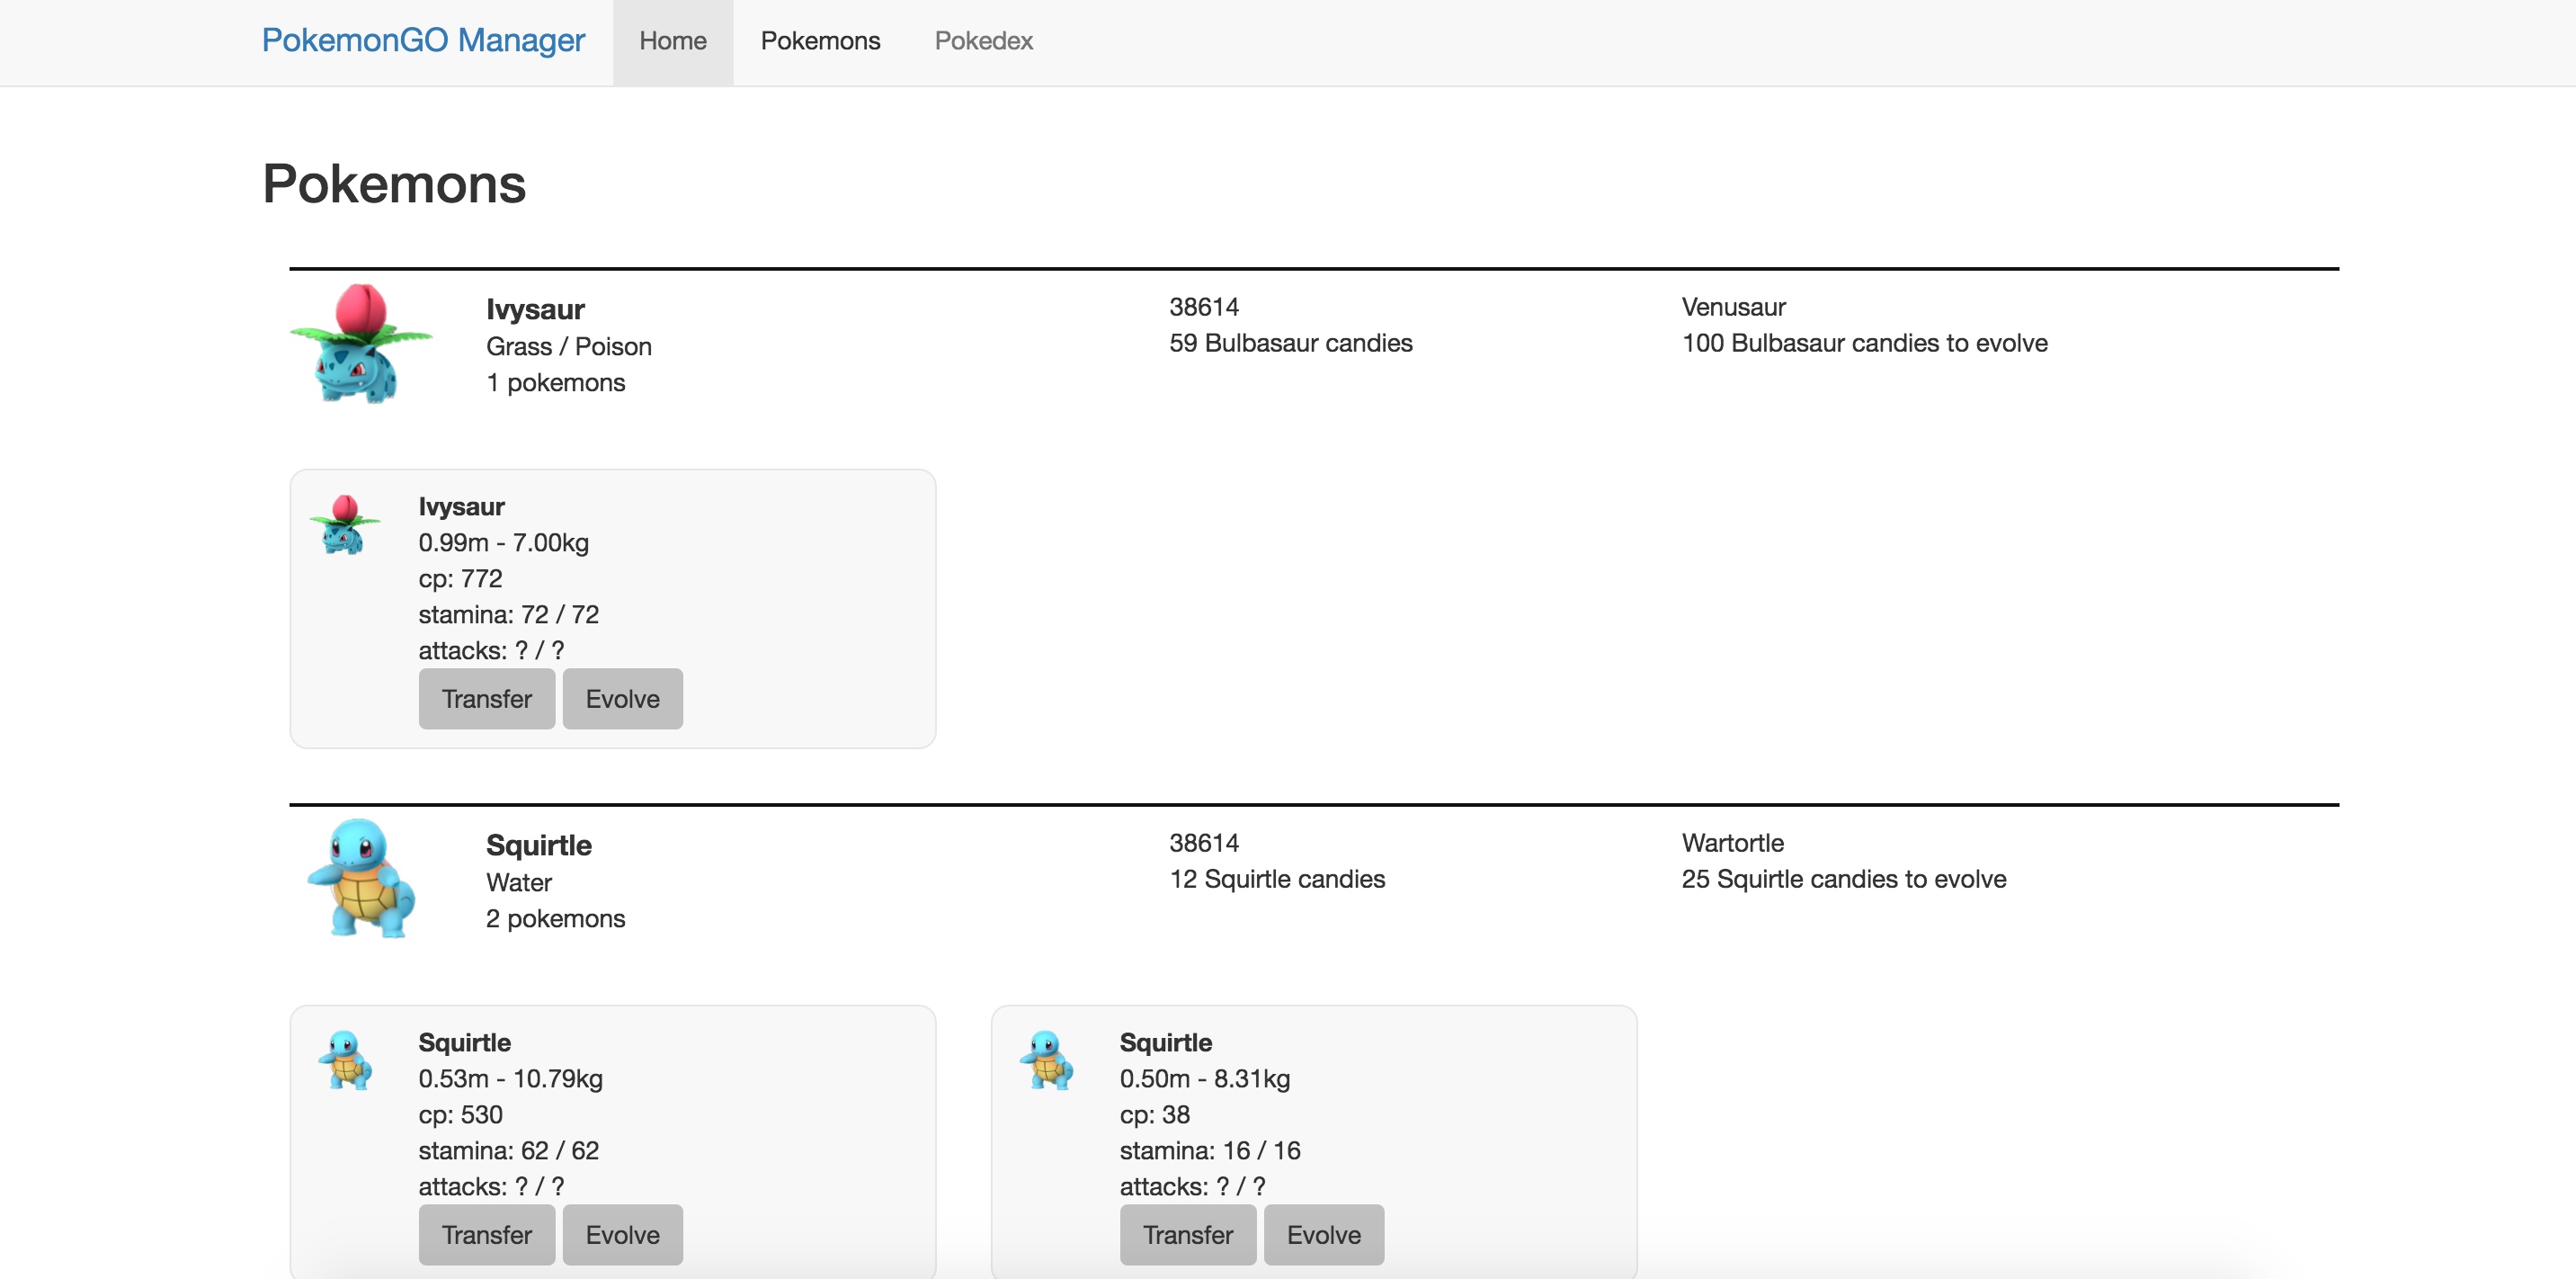 PokemonGO Manager Home Pokemons Pokedex
Pokemons
Ivysaur
Grass / Poison
1 pokemons
38614
59 Bulbasaur candies
Venusaur
100 Bulbasaur candies to evolve
Ivysaur
0.99m - 7.00kg
cp: 772
stamina: 72 / 72
attacks: ? / ?
Transfer Evolve
Squirtle
Water
2 pokemons
38614
12 Squirtle candies
Wartortle
25 Squirtle candies to evolve
Squirtle
0.53m - 10.79kg
cp: 530
stamina: 62 / 62
attacks: ? / ?
Transfer Evolve
Squirtle
0.50m - 8.31kg
cp: 38
stamina: 16 / 16
attacks: ? / ?
Transfer Evolve